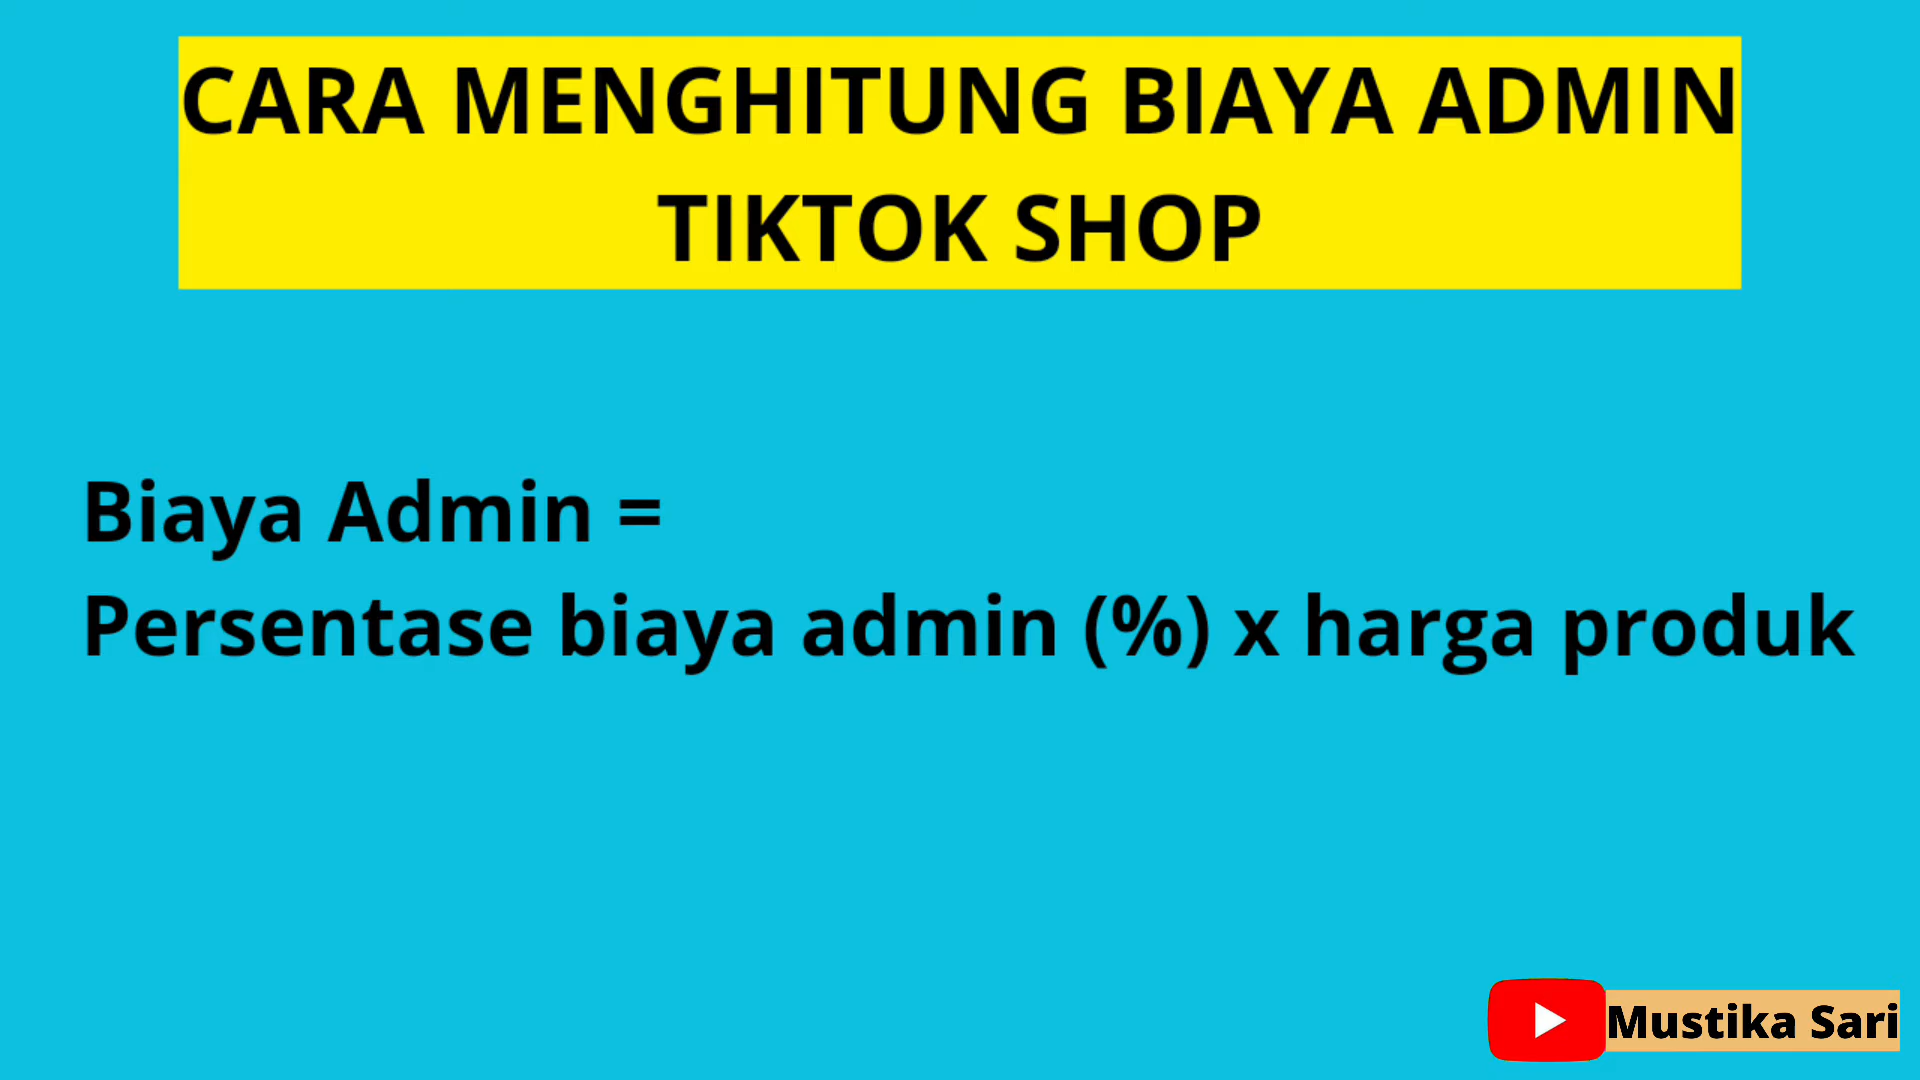 CARA MENGHITUNG BIAYA ADMIN
TIKTOK SHOP
Biaya Admin =
Persentase biaya admin (%) x harga produk
Mustika Sari